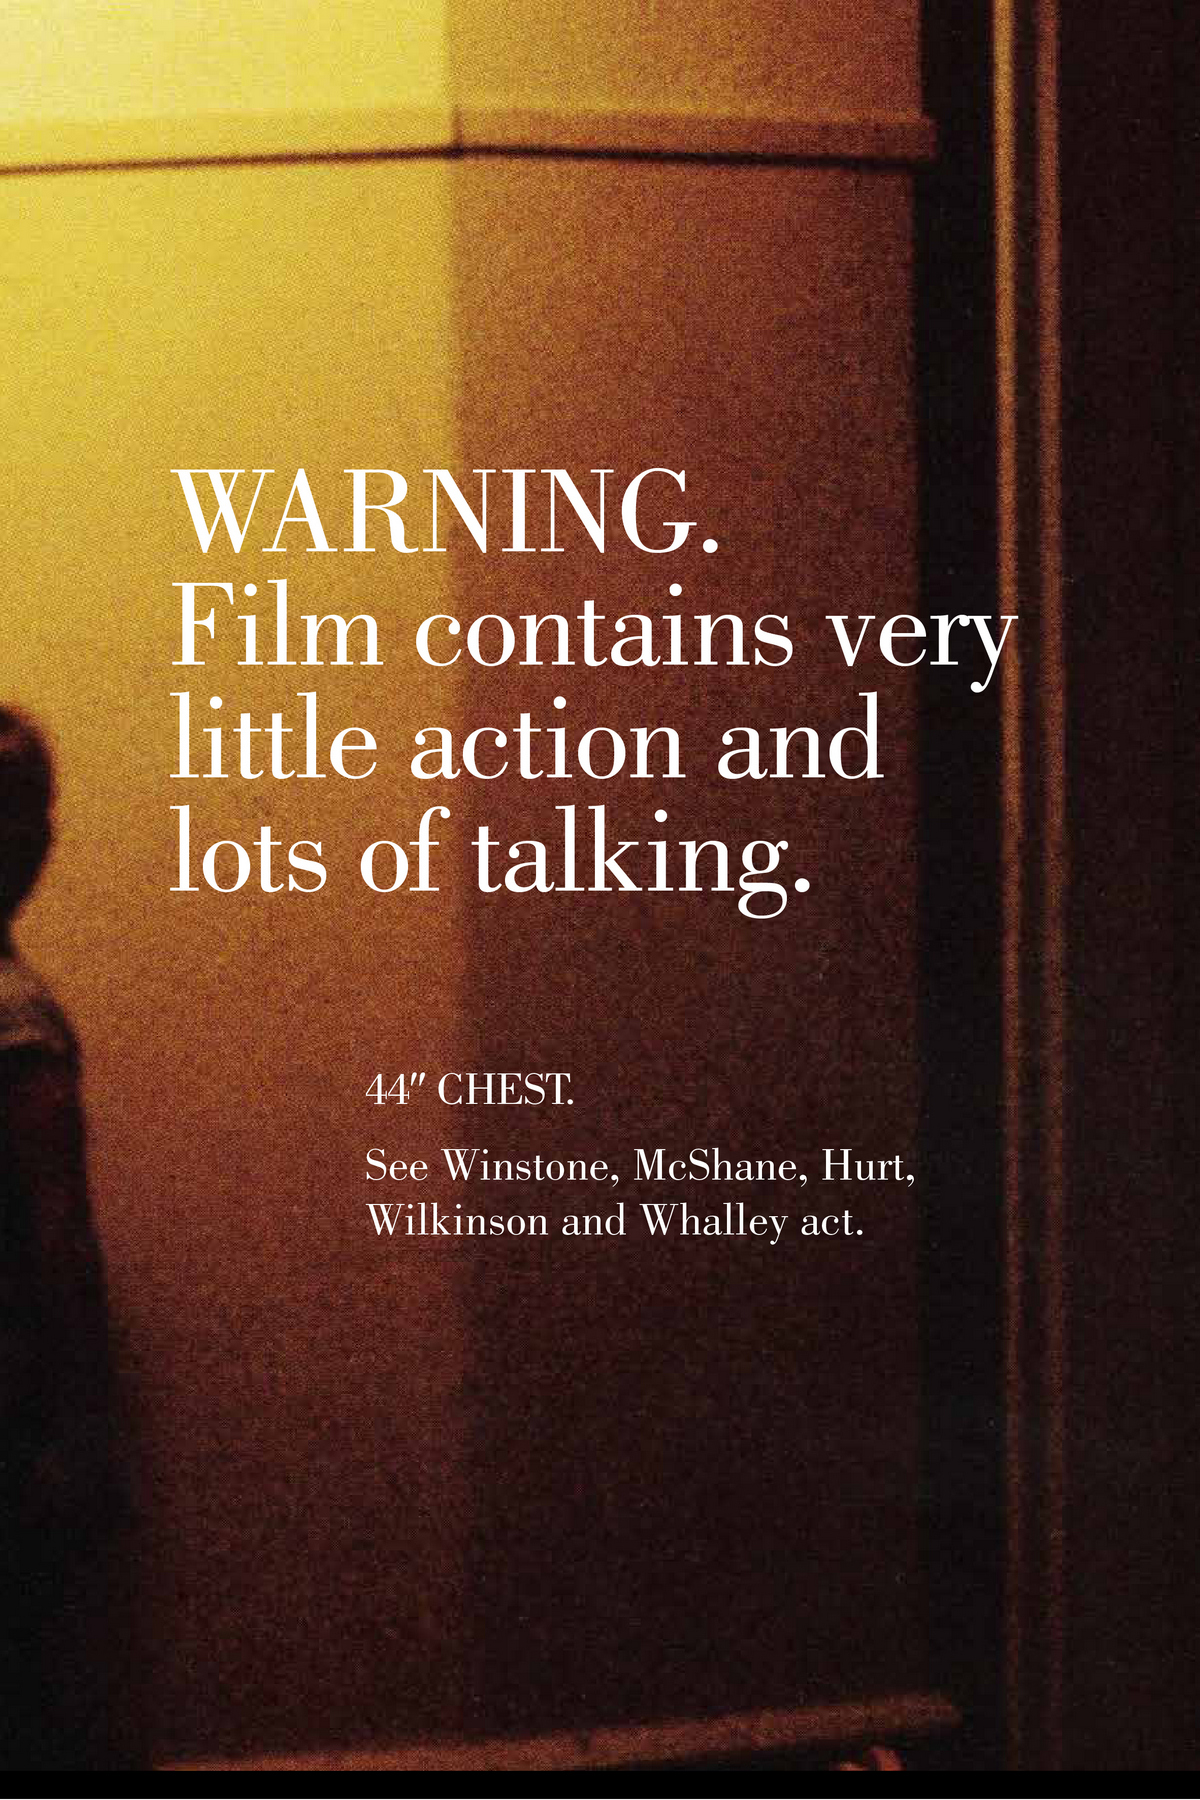 WARNING.
Film contains very
little action and
lots of talking.
44″ CHEST.
See Winstone, McShane, Hurt,
Wilkinson and Whalley act.